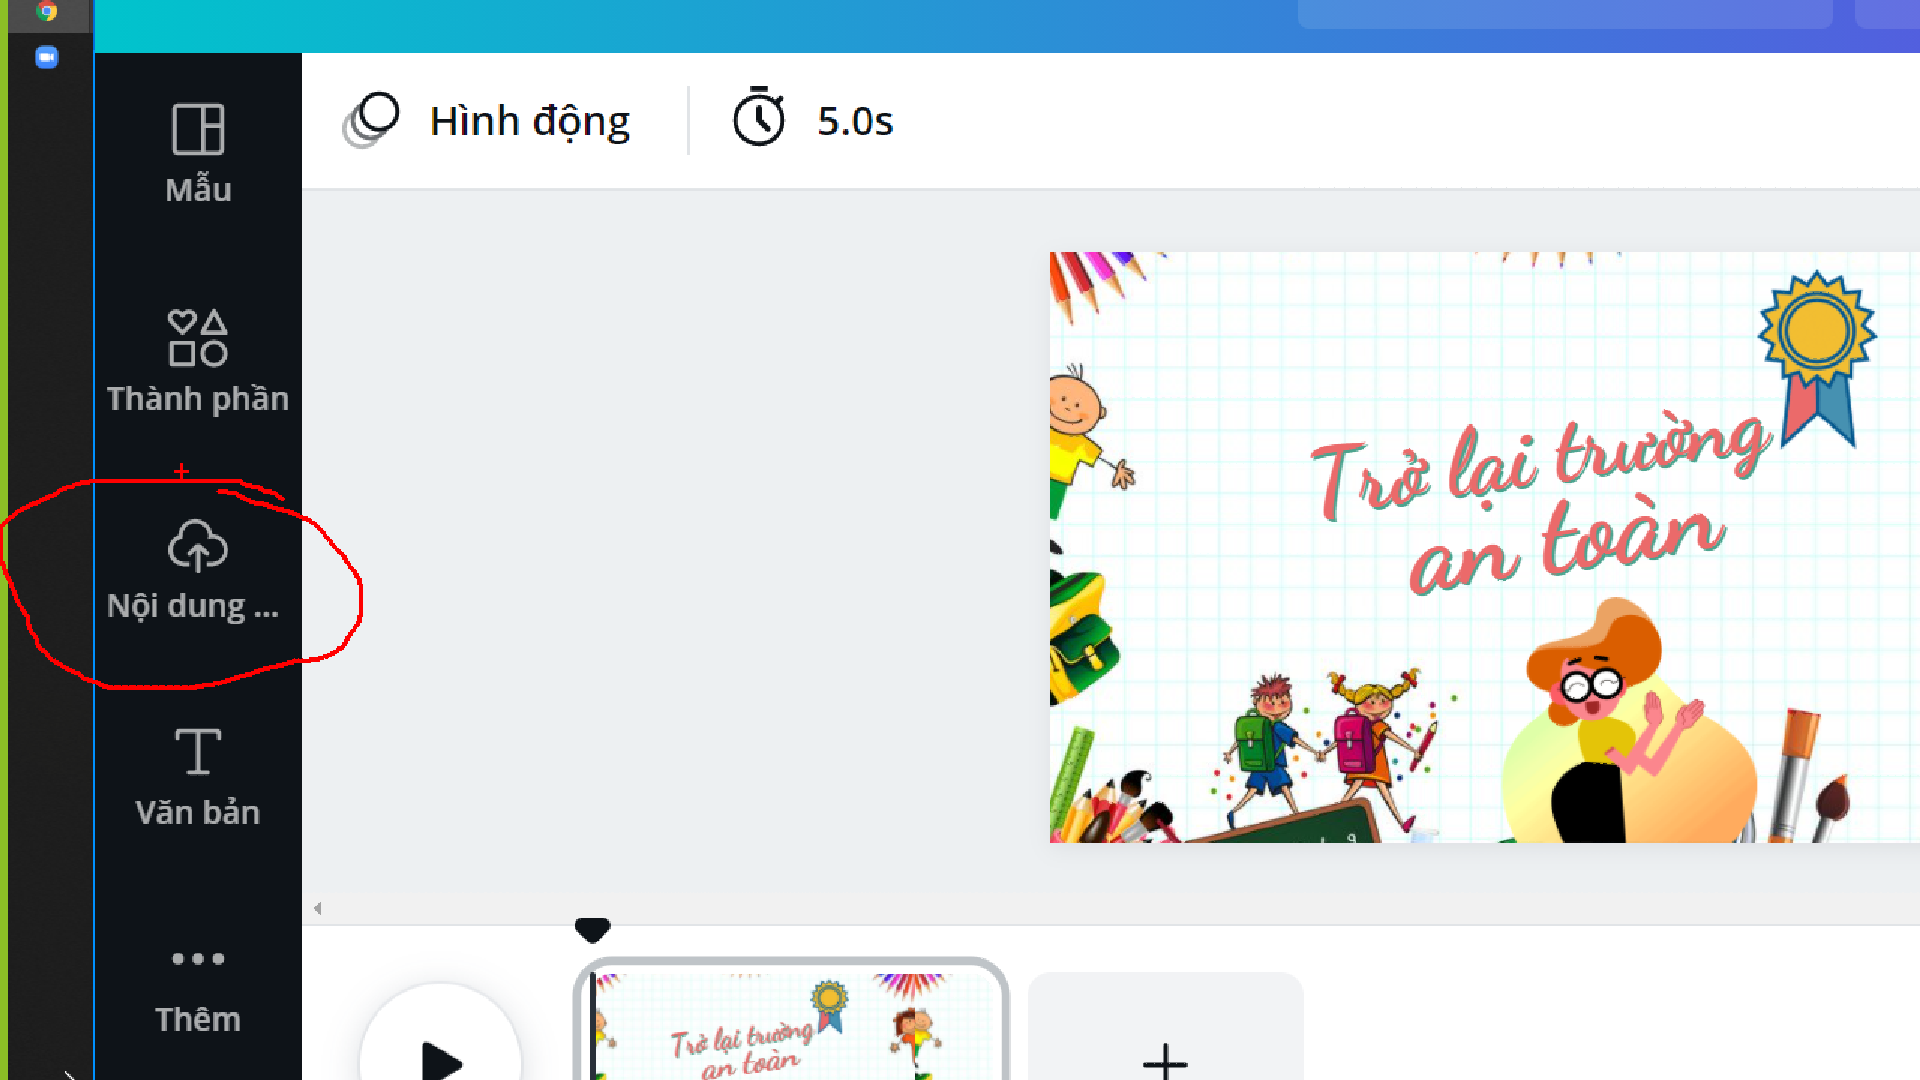 Hình động
5.0s
Mẫu
Thành phần
Nội dung ...
Văn bản
Thêm
Trở lại trường
an toàn
Trở lại trường
an toàn